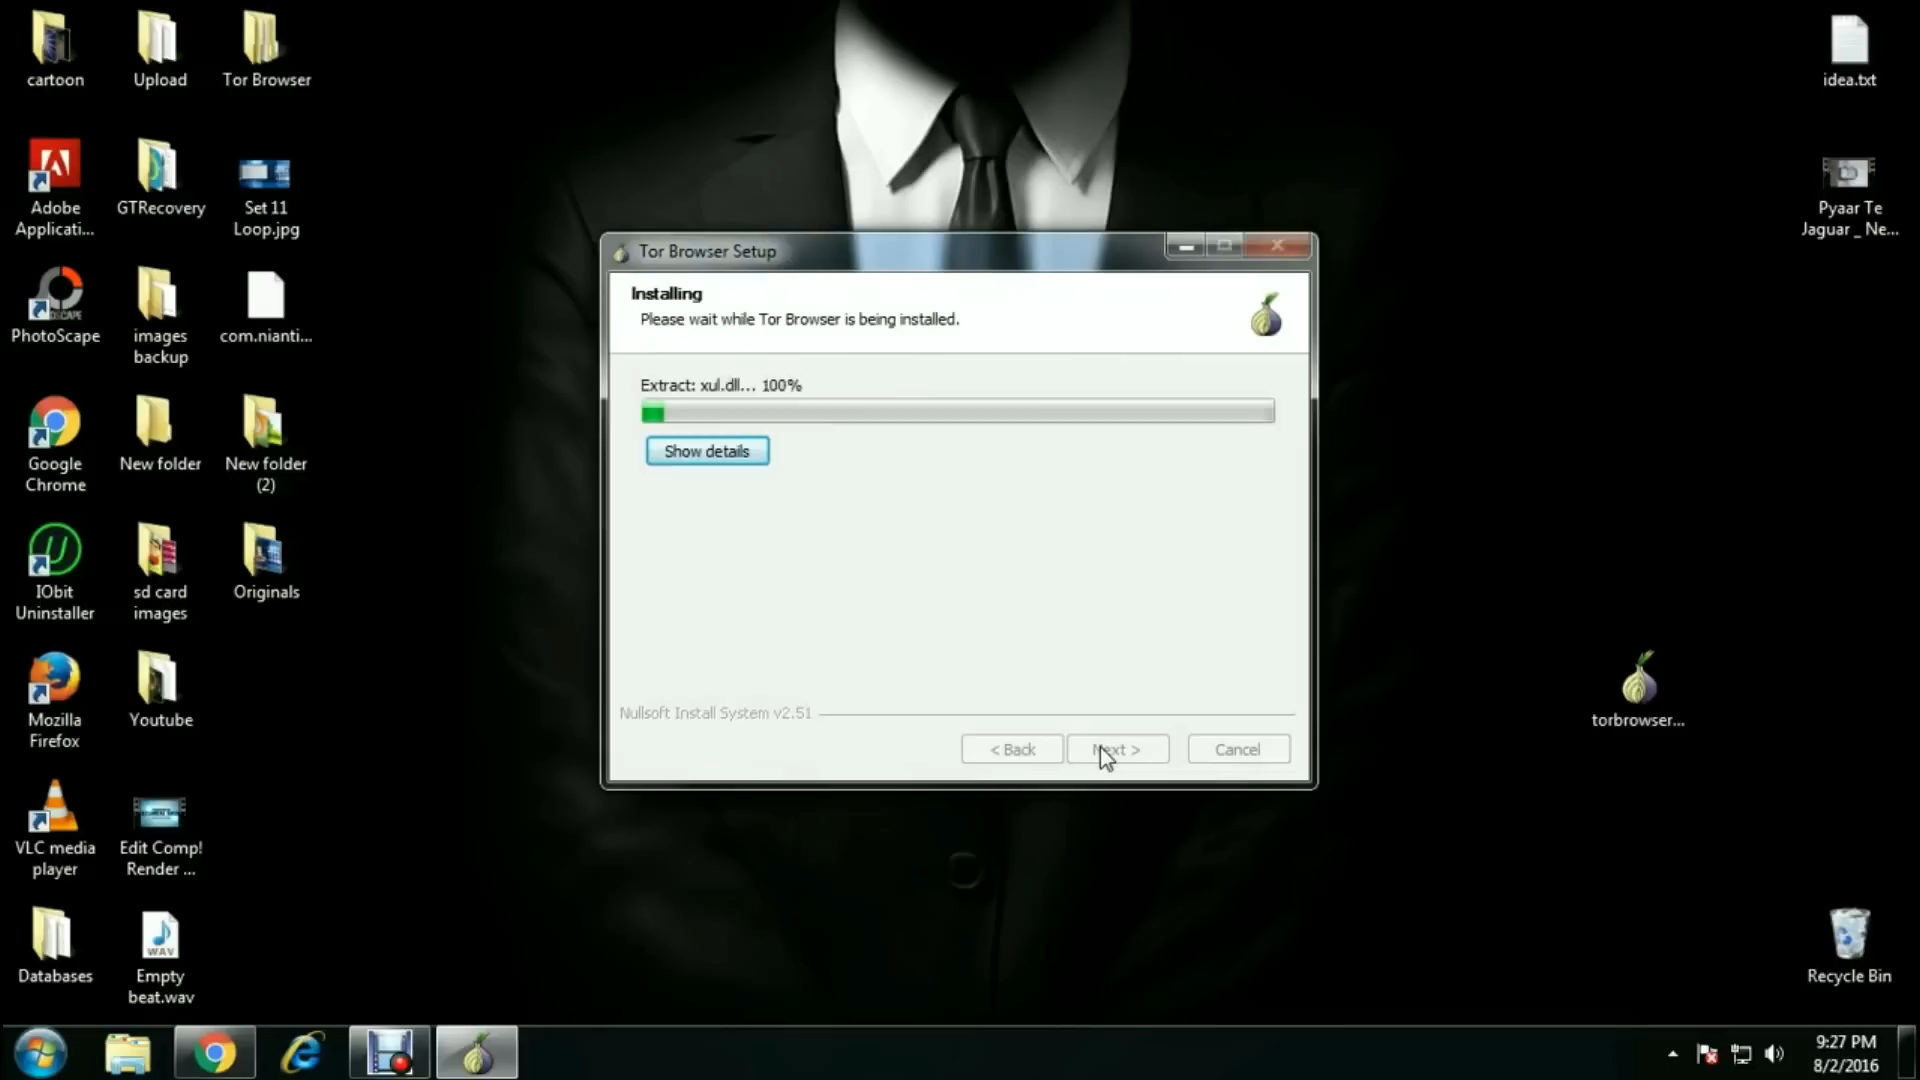 cartoon
Upload
Tor Browser
idea.txt
Adobe
Applicati...
GTRecovery
Set 11
Loop.jpg
Pyaar Te
Jaguar _ Ne...
PhotoScape
images
backup
com.nianti...
Google
Chrome
New folder
New folder
(2)
IObit
Uninstaller
sd card
images
Originals
Mozilla
Firefox
Youtube
torbrowser...
VLC media
player
Edit Comp!
Render ...
Databases
WAV
Empty
beat.wav
Recycle Bin
Tor Browser Setup
Installing
Please wait while Tor Browser is being installed.
Extract: xul.dll... 100%
Show details
Nullsoft Install System v2.51
< Back
Next >
Cancel
9:27 PM
8/2/2016